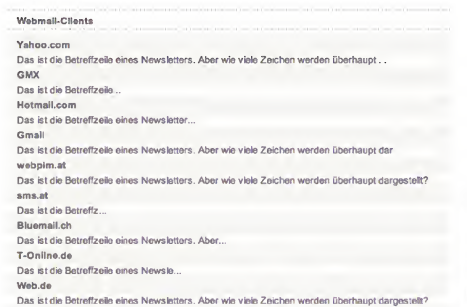 Webmail-Clients
Yahoo.com
Das ist die Betreffzeile eines Newsletters. Aber wie viele Zeichen werden überhaupt . .
GMX
Das ist die Betreffzeile...
Hotmail.com
Das ist die Betreffzeile eines Newsletter...
Gmail
Das ist die Betreffzeile eines Newsletters. Aber wie viele Zeichen werden überhaupt dar
webpim.at
Das ist die Betreffzeile eines Newsletters. Aber wie viele Zeichen werden überhaupt dargestellt?
sms.at
Das ist die Betreffz...
Bluemail.ch
Das ist die Betreffzeile eines Newsletters. Aber...
T-Online.de
Das ist die Betreffzeile eines Newsle...
Web.de
Das ist die Betreffzeile eines Newsletters. Aber wie viele Zeichen werden überhaupt dargestellt?